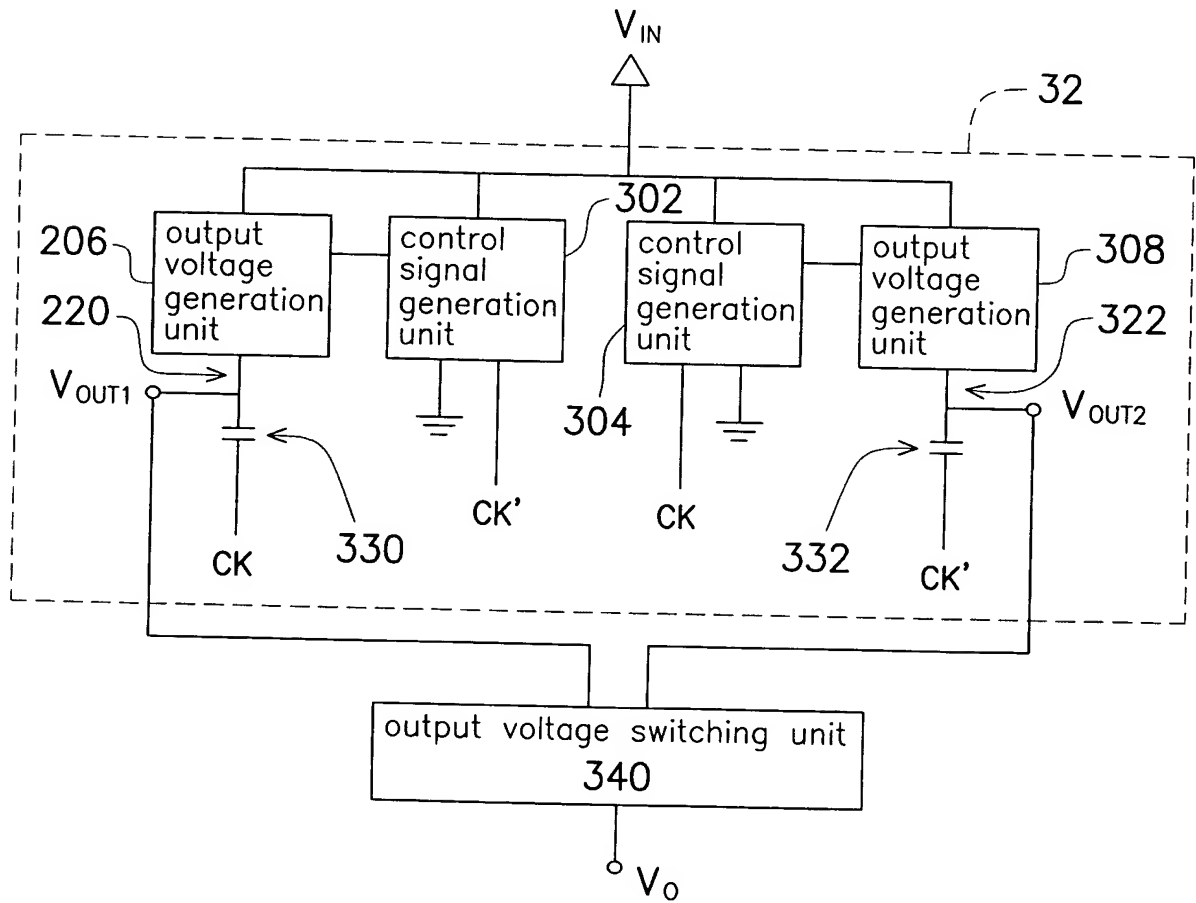 V_IN
32
206
output
voltage
generation
unit
302
control
signal
generation
unit
control
signal
generation
unit
304
output
voltage
generation
unit
308
220
322
V_OUT1
V_OUT2
CK'
CK
330
332
CK
CK'
output voltage switching unit
340
V_O